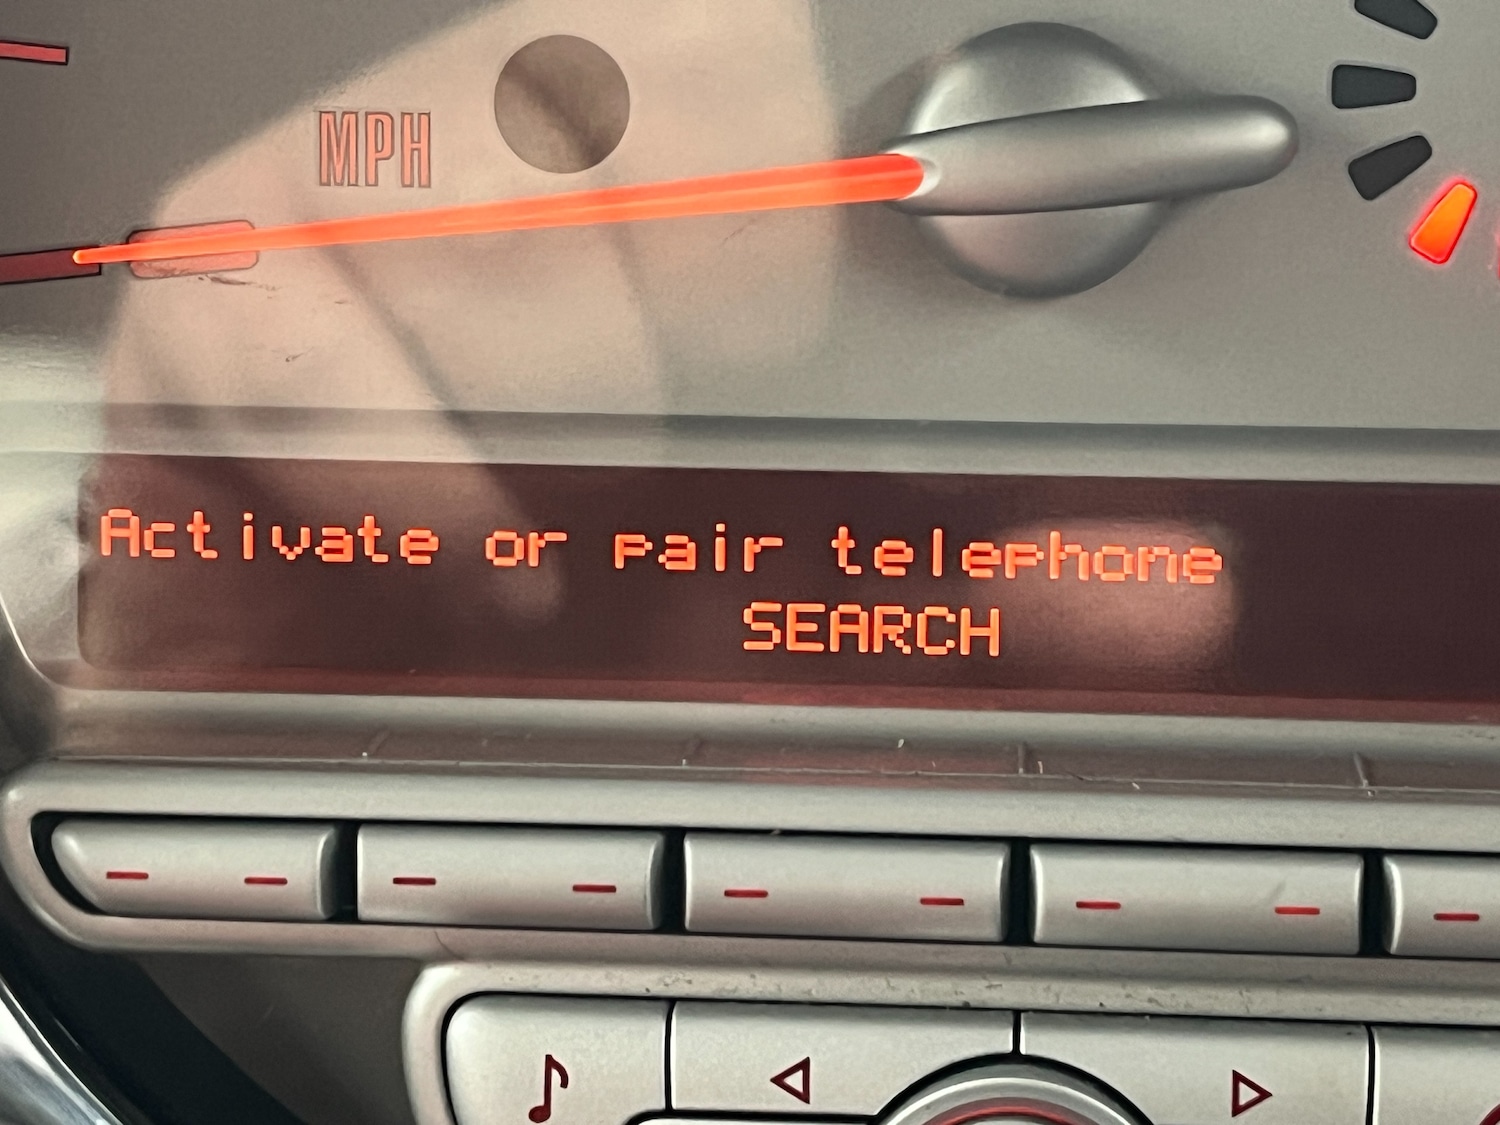 MPH
Activate or pair telephone
SEARCH